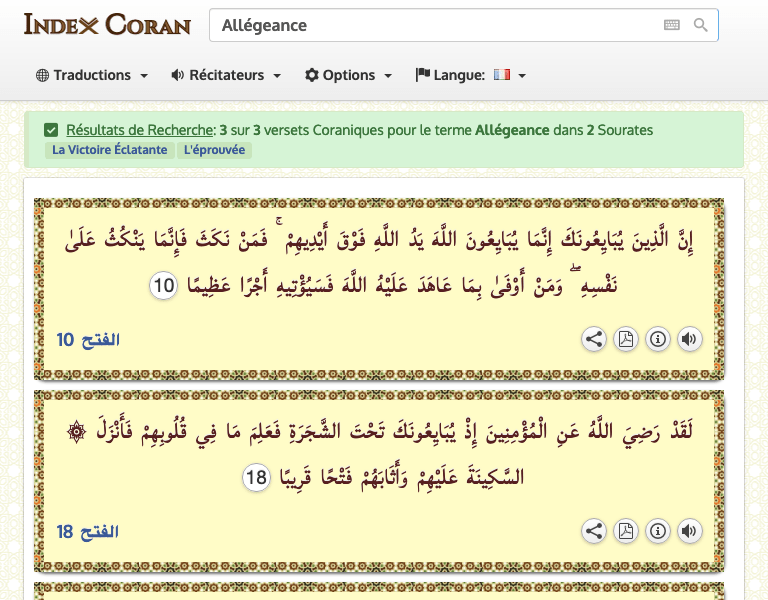 Index Coran
Allégeance
Traductions
Récitateurs
Options
Langue:
Résultats de Recherche: 3 sur 3 versets Coraniques pour le terme Allégeance dans 2 Sourates
La Victoire Éclatante L'éprouvée
إِنَّ الَّذِينَ يُبَايِعُونَكَ إِنَّمَا يُبَايِعُونَ اللَّهَ يَدُ اللَّهِ فَوْقَ أَيْدِيهِمْ ۚ فَمَنْ نَكَثَ فَإِنَّمَا يَنْكُثُ عَلَىٰ
نَفْسِهِ ۖ وَمَنْ أَوْفَىٰ بِمَا عَاهَدَ عَلَيْهُ اللَّهَ فَسَيُؤْتِيهِ أَجْرًا عَظِيمًا 10
الفتح 10
لَقَدْ رَضِيَ اللَّهُ عَنِ الْمُؤْمِنِينَ إِذْ يُبَايِعُونَكَ تَحْتَ الشَّجَرَةِ فَعَلِمَ مَا فِي قُلُوبِهِمْ فَأَنْزَلَ ۞
السَّكِينَةَ عَلَيْهِمْ وَأَثَابَهُمْ فَتْحًا قَرِيبًا 18
الفتح 18